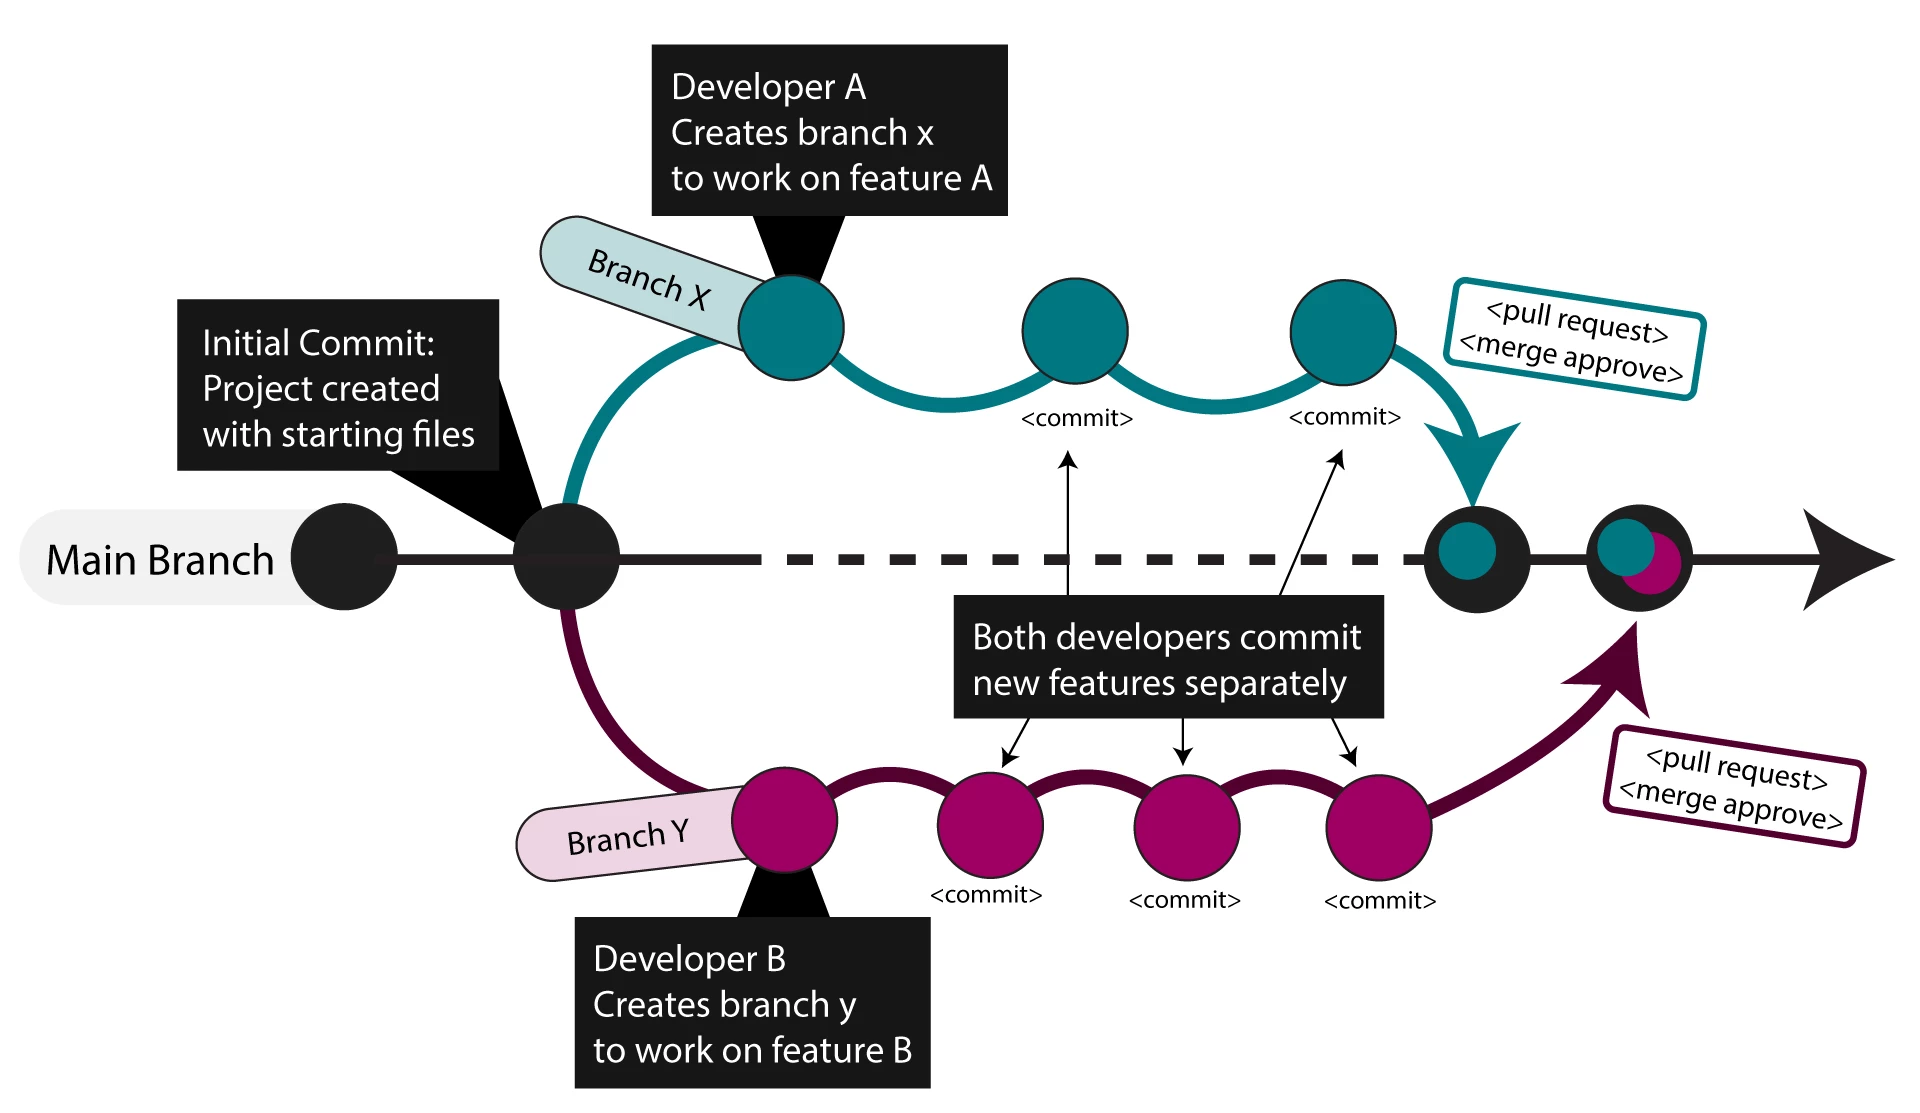 Developer A
Creates branch x
to work on feature A
Branch X
<pull request>
<merge approve>
Initial Commit:
Project created
with starting files
<commit>
<commit>
Main Branch
Both developers commit
new features separately
<pull request>
<merge approve>
Branch Y
<commit>
<commit>
<commit>
Developer B
Creates branch y
to work on feature B